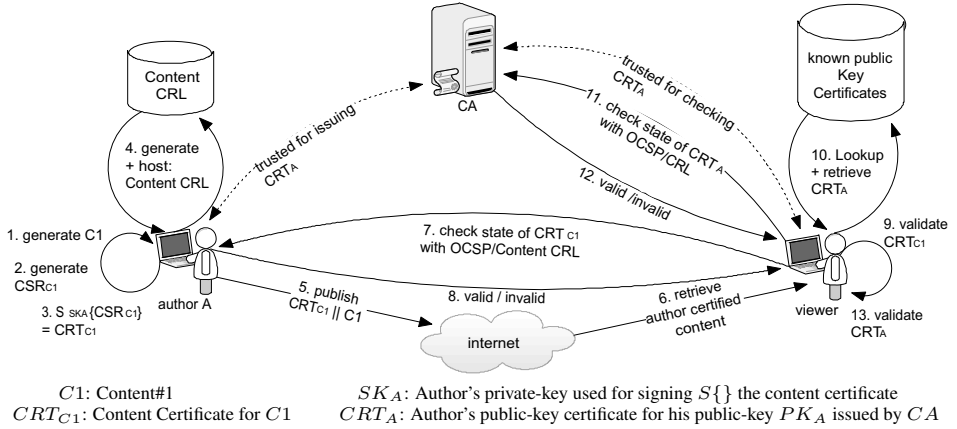 Content
CRL
CA
known public
Key
Certificates
trusted for issuing
CRTA
trusted for checking
CRTA
11. check state of CRT A
with OCSP/CRL
4. generate
+ host:
Content CRL
10. Lookup
+ retrieve
CRTA
12. valid /invalid
1. generate C1
2. generate
CSRC1
3. S SKA{CSRC1}
= CRTC1
author A
7. check state of CRT C1
with OCSP/Content CRL
8. valid / invalid
5. publish
CRTC1 || C1
internet
6. retrieve
author certified
content
viewer
9. validate
CRTC1
13. validate
CRTA
C1: Content#1
CRTC1: Content Certificate for C1
SKA: Author's private-key used for signing S{} the content certificate
CRTA: Author's public-key certificate for his public-key PKA issued by CA